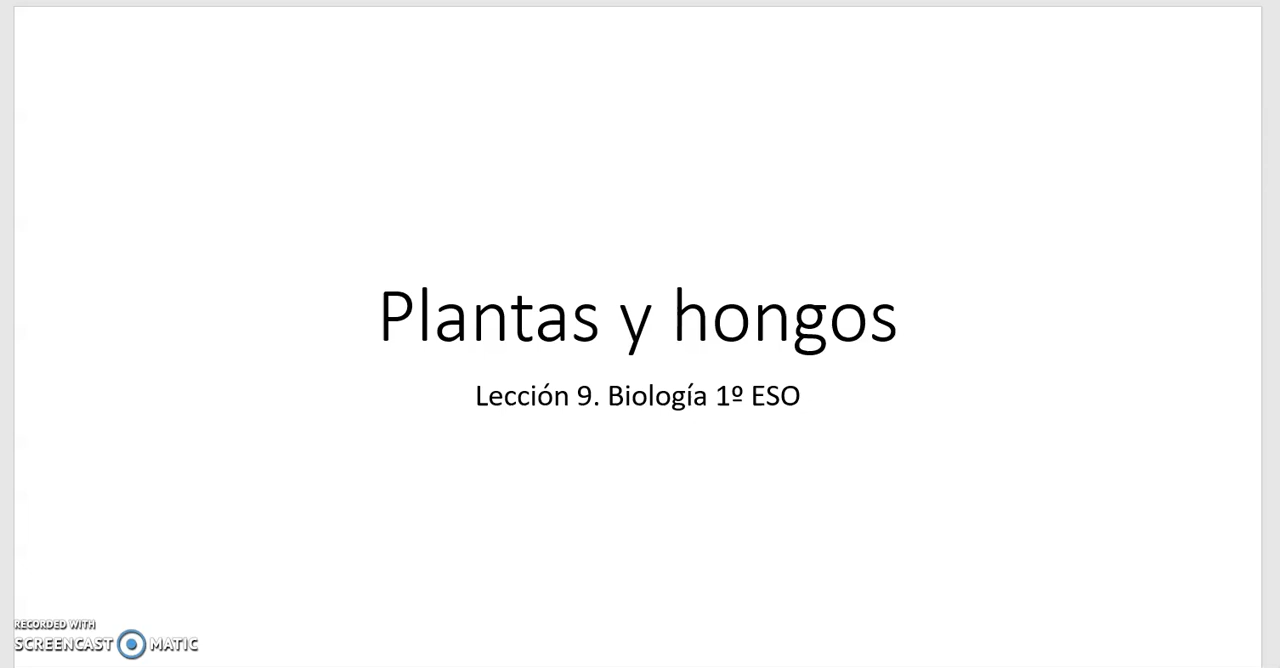 Plantas y hongos
Lección 9. Biología 1º ESO
RECORDED WITH
SCREENCAST MATIC